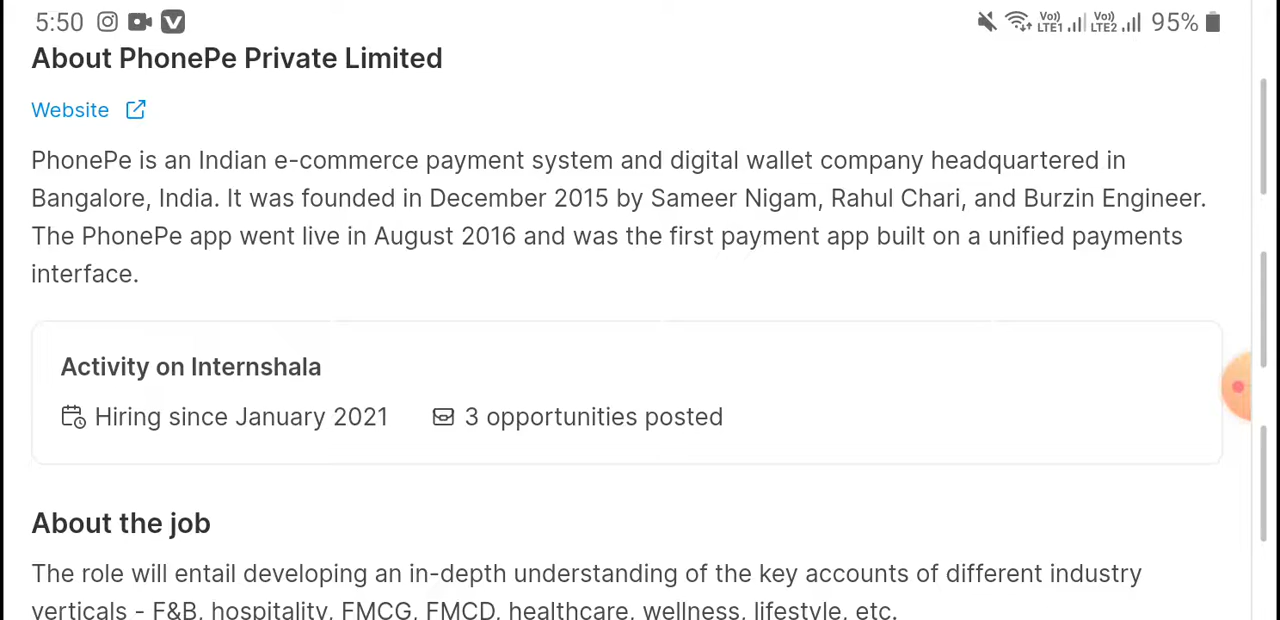 5:50 Vo) LTE1 Vo) LTE2 95%
About PhonePe Private Limited
Website
PhonePe is an Indian e-commerce payment system and digital wallet company headquartered in
Bangalore, India. It was founded in December 2015 by Sameer Nigam, Rahul Chari, and Burzin Engineer.
The PhonePe app went live in August 2016 and was the first payment app built on a unified payments
interface.
Activity on Internshala
Hiring since January 2021 3 opportunities posted
About the job
The role will entail developing an in-depth understanding of the key accounts of different industry
verticals - F&B, hospitality, FMCG, FMCD, healthcare, wellness, lifestyle, etc.